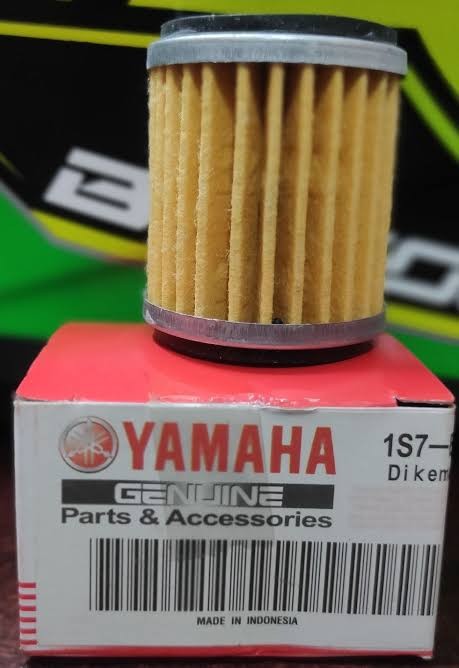 YAMAHA
GENUINE
Parts & Accessories
1S7-
Dikem
MADE IN INDONESIA